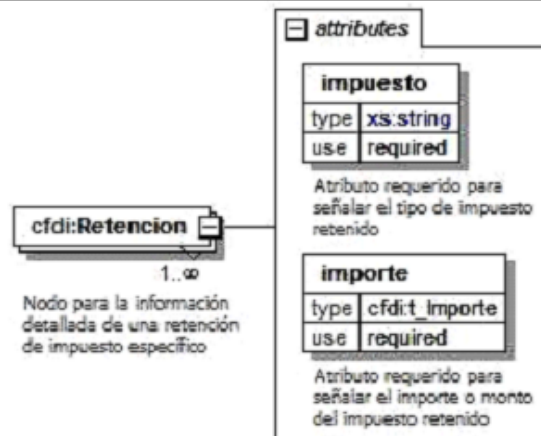 attributes
impuesto
type xs:string
use required
Atributo requerido para
señalar el tipo de impuesto
retenido
cfdi:Retencion
1..∞
Nodo para la información
detallada de una retención
de impuesto específico
importe
type cfdi:t_Importe
use required
Atributo requerido para
señalar el importe o monto
del impuesto retenido